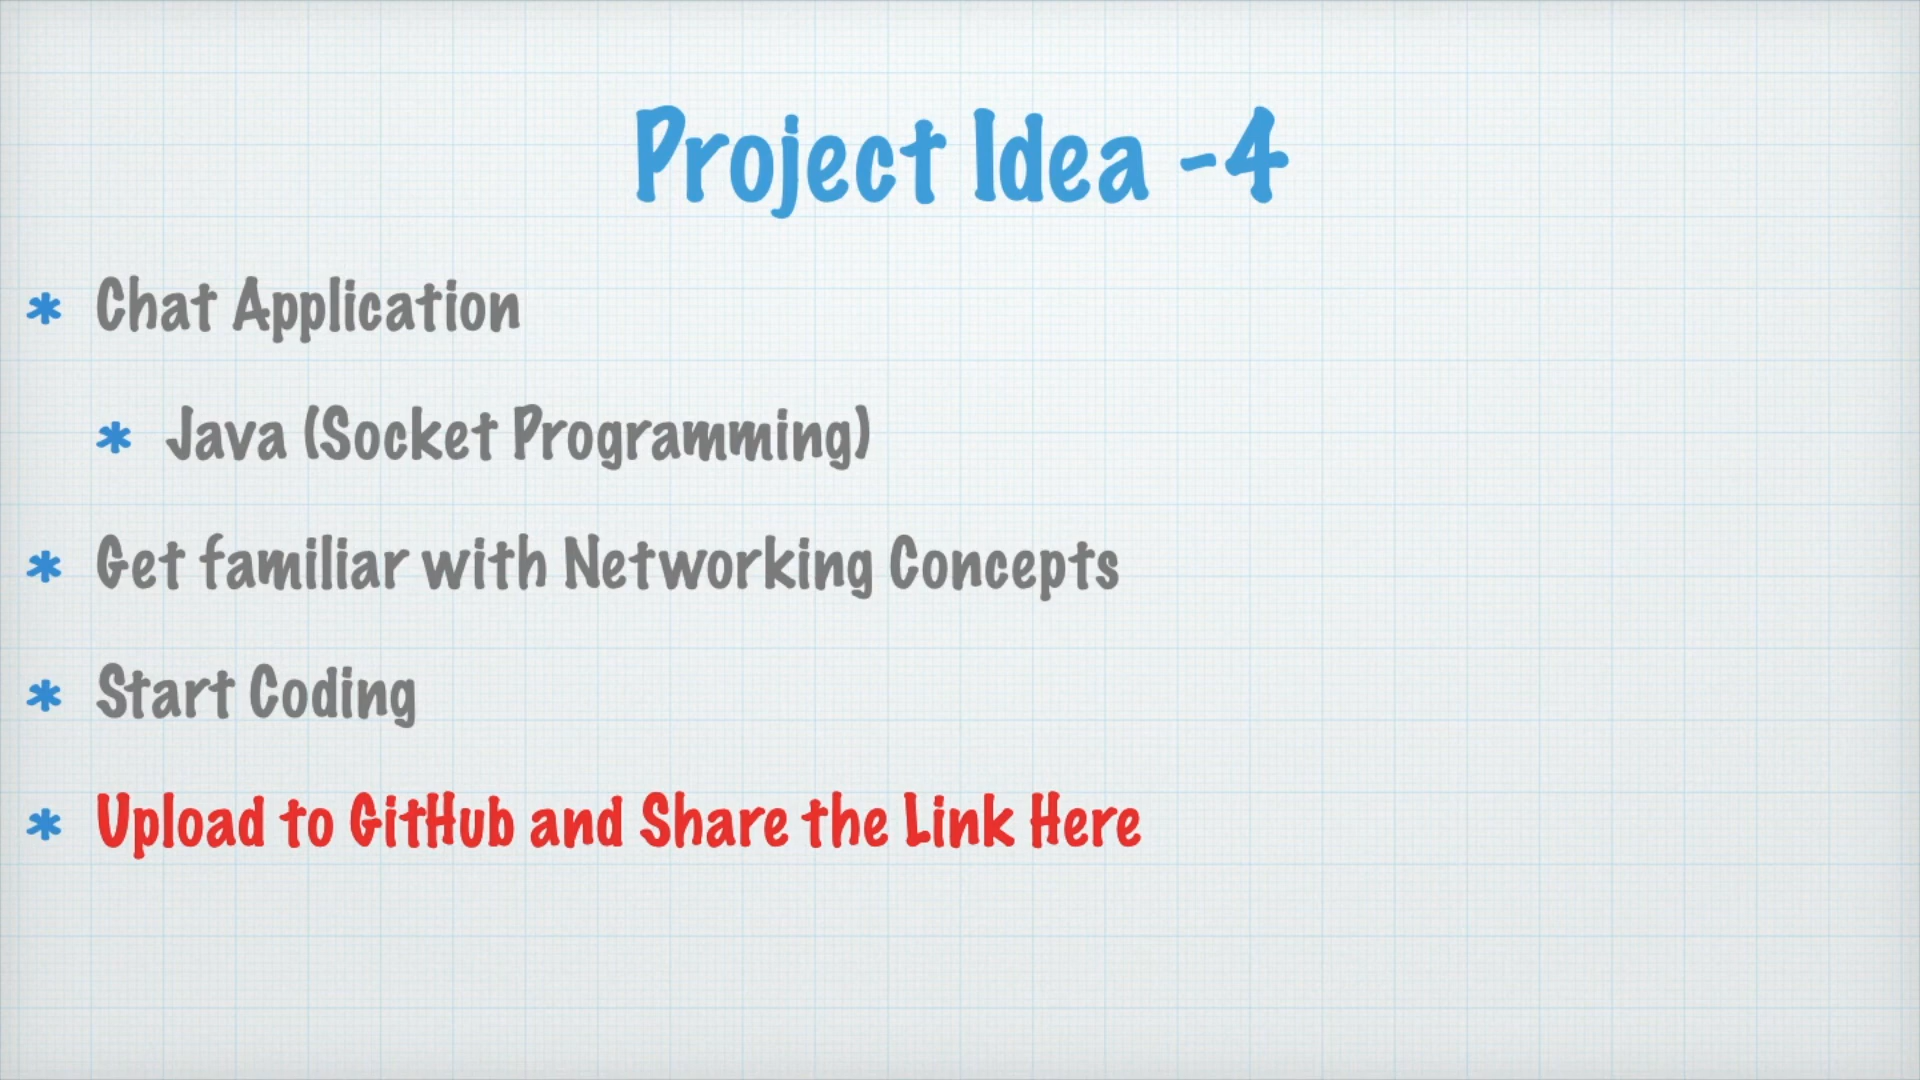 Project Idea -4
* Chat Application
* Java (Socket Programming)
* Get familiar with Networking Concepts
* Start Coding
* Upload to GitHub and Share the Link Here